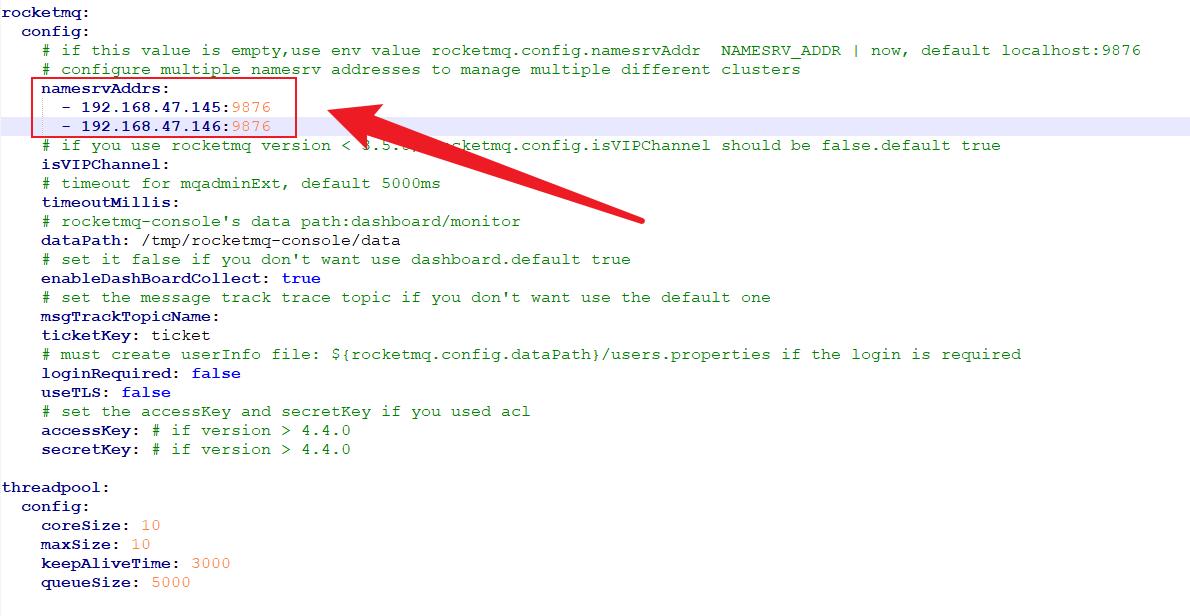 rocketmq:
  config:
    # if this value is empty,use env value rocketmq.config.namesrvAddr  NAMESRV_ADDR | now, default localhost:9876
    # configure multiple namesrv addresses to manage multiple different clusters
    namesrvAddrs:
      - 192.168.47.145:9876
      - 192.168.47.146:9876
    # if you use rocketmq version < 3.5. rocketmq.config.isVIPChannel should be false.default true
    isVIPChannel:
    # timeout for mqadminExt, default 5000ms
    timeoutMillis:
    # rocketmq-console's data path:dashboard/monitor
    dataPath: /tmp/rocketmq-console/data
    # set it false if you don't want use dashboard.default true
    enableDashBoardCollect: true
    # set the message track trace topic if you don't want use the default one
    msgTrackTopicName:
    ticketKey: ticket
    # must create userInfo file: ${rocketmq.config.dataPath}/users.properties if the login is required
    loginRequired: false
    useTLS: false
    # set the accessKey and secretKey if you used acl
    accessKey: # if version > 4.4.0
    secretKey: # if version > 4.4.0

threadpool:
  config:
    coreSize: 10
    maxSize: 10
    keepAliveTime: 3000
    queueSize: 5000